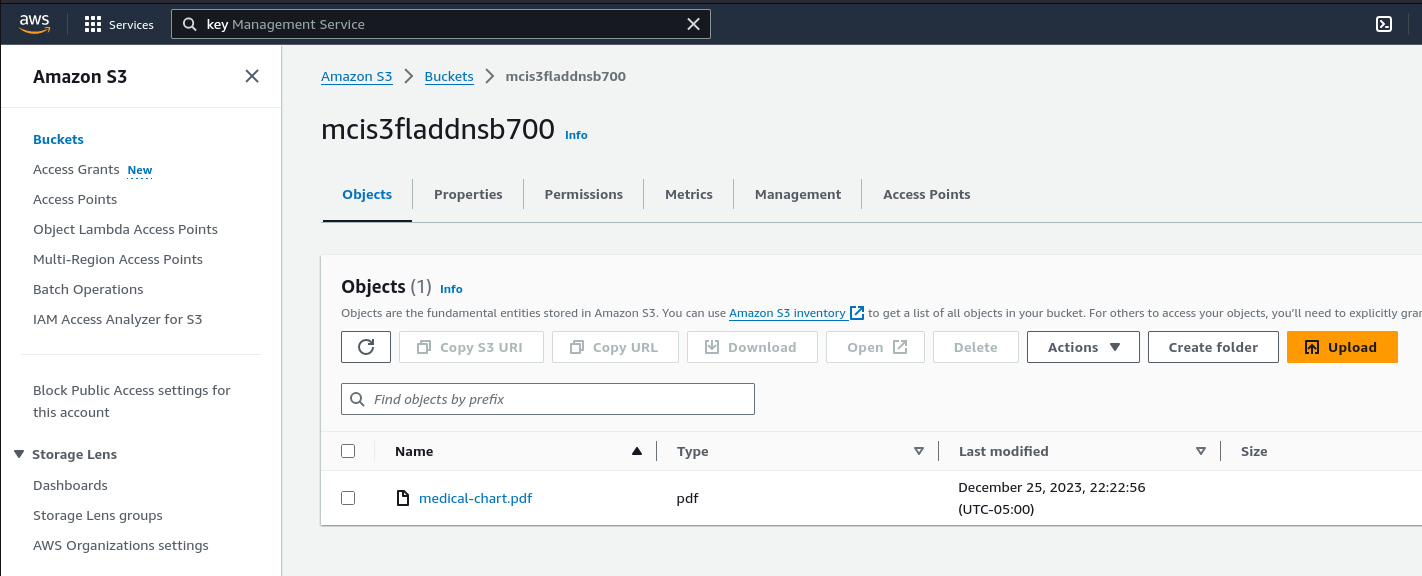 aws
Services
key Management Service
Amazon S3
Buckets
Access Grants New
Access Points
Object Lambda Access Points
Multi-Region Access Points
Batch Operations
IAM Access Analyzer for S3
Block Public Access settings for
this account
Storage Lens
Dashboards
Storage Lens groups
AWS Organizations settings
Amazon S3 > Buckets > mcis3fladdnsb700
mcis3fladdnsb700 Info
Objects
Properties
Permissions
Metrics
Management
Access Points
Objects (1) Info
Objects are the fundamental entities stored in Amazon S3. You can use Amazon S3 inventory to get a list of all objects in your bucket. For others to access your objects, you'll need to explicitly gran
Copy S3 URI
Copy URL
Download
Open
Delete
Actions
Create folder
Upload
Find objects by prefix
Name
Type
Last modified
Size
medical-chart.pdf
pdf
December 25, 2023, 22:22:56
(UTC-05:00)